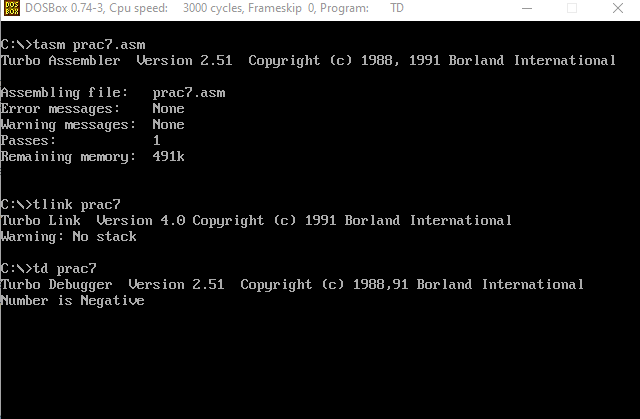 DOS BOX DOSBox 0.74-3, Cpu speed: 3000 cycles, Frameskip 0, Program: TD
C:\>tasm prac7.asm
Turbo Assembler Version 2.51 Copyright (c) 1988, 1991 Borland International
Assembling file: prac7.asm
Error messages: None
Warning messages: None
Passes: 1
Remaining memory: 491k
C:\>tlink prac7
Turbo Link Version 4.0 Copyright (c) 1991 Borland International
Warning: No stack
C:\>td prac7
Turbo Debugger Version 2.51 Copyright (c) 1988,91 Borland International
Number is Negative